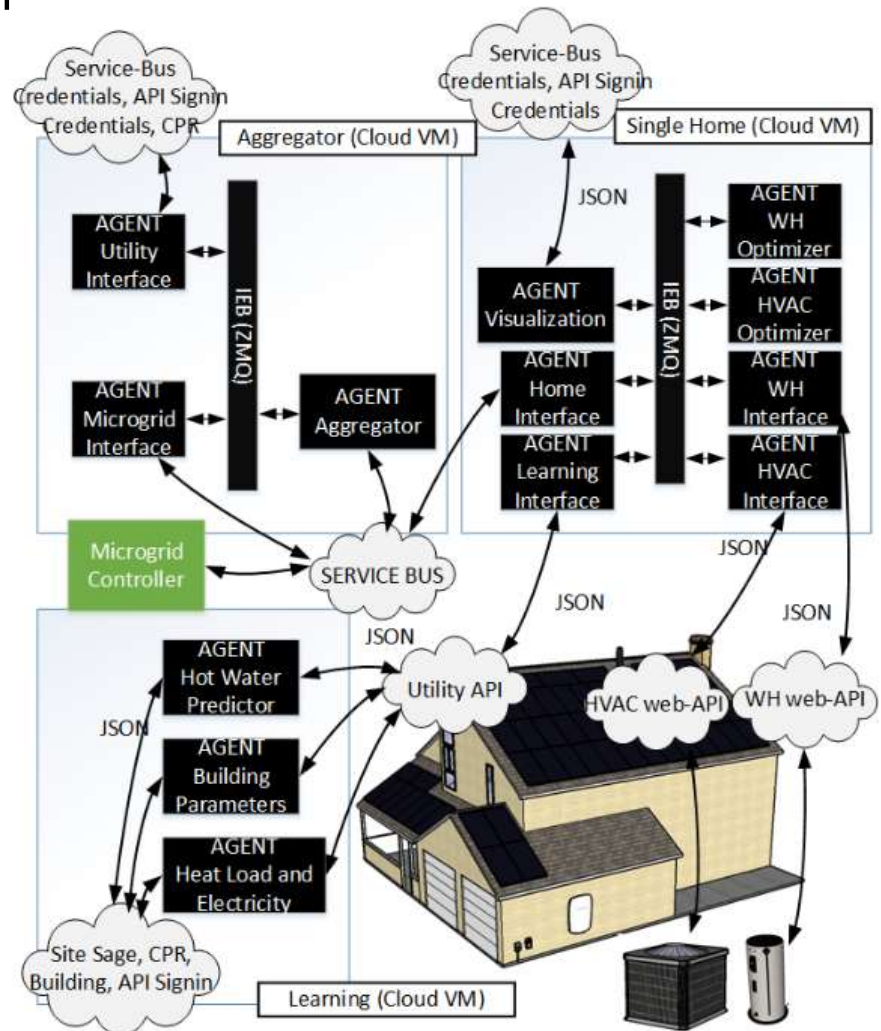 Service-Bus
Credentials, API Signin
Credentials, CPR
Service-Bus
Credentials, API Signin
Credentials
Aggregator (Cloud VM)
Single Home (Cloud VM)
AGENT
Utility
Interface
IEB (ZMQ)
AGENT
Microgrid
Interface
AGENT
Aggregator
JSON
AGENT
WH
Optimizer
AGENT
Visualization
IEB (ZMQ)
AGENT
HVAC
Optimizer
AGENT
Home
Interface
AGENT
WH
Interface
AGENT
Learning
Interface
AGENT
HVAC
Interface
Microgrid
Controller
SERVICE BUS
JSON
JSON
JSON
JSON
AGENT
Hot Water
Predictor
Utility API
HVAC web-API
WH web-API
JSON
AGENT
Building
Parameters
AGENT
Heat Load and
Electricity
Site Sage, CPR,
Building, API Signin
Learning (Cloud VM)